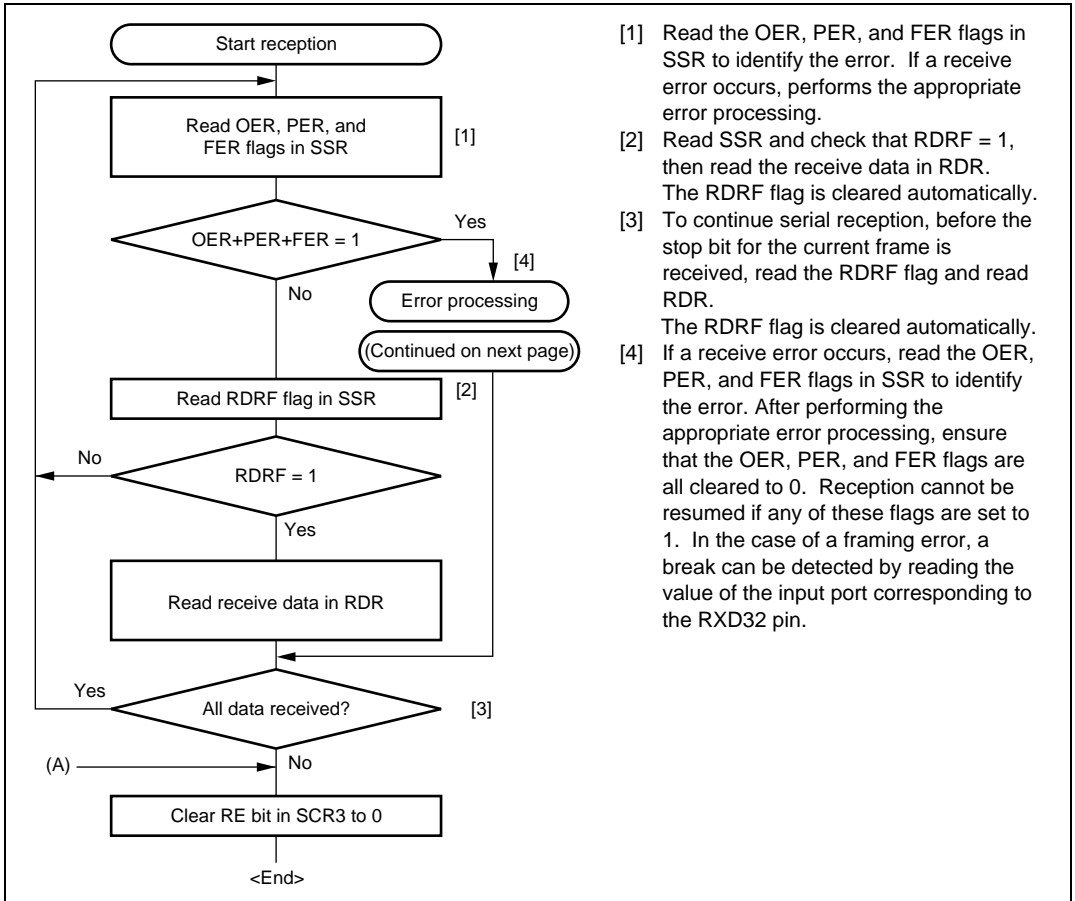 Start reception
Read OER, PER, and
FER flags in SSR
[1]
OER+PER+FER = 1
Yes
[4]
No
Error processing
(Continued on next page)
Read RDRF flag in SSR
[2]
No
RDRF = 1
Yes
Read receive data in RDR
Yes
All data received?
[3]
(A)
No
Clear RE bit in SCR3 to 0
<End>
[1] Read the OER, PER, and FER flags in
SSR to identify the error. If a receive
error occurs, performs the appropriate
error processing.
[2] Read SSR and check that RDRF = 1,
then read the receive data in RDR.
The RDRF flag is cleared automatically.
[3] To continue serial reception, before the
stop bit for the current frame is
received, read the RDRF flag and read
RDR.
The RDRF flag is cleared automatically.
[4] If a receive error occurs, read the OER,
PER, and FER flags in SSR to identify
the error. After performing the
appropriate error processing, ensure
that the OER, PER, and FER flags are
all cleared to 0. Reception cannot be
resumed if any of these flags are set to
1. In the case of a framing error, a
break can be detected by reading the
value of the input port corresponding to
the RXD32 pin.